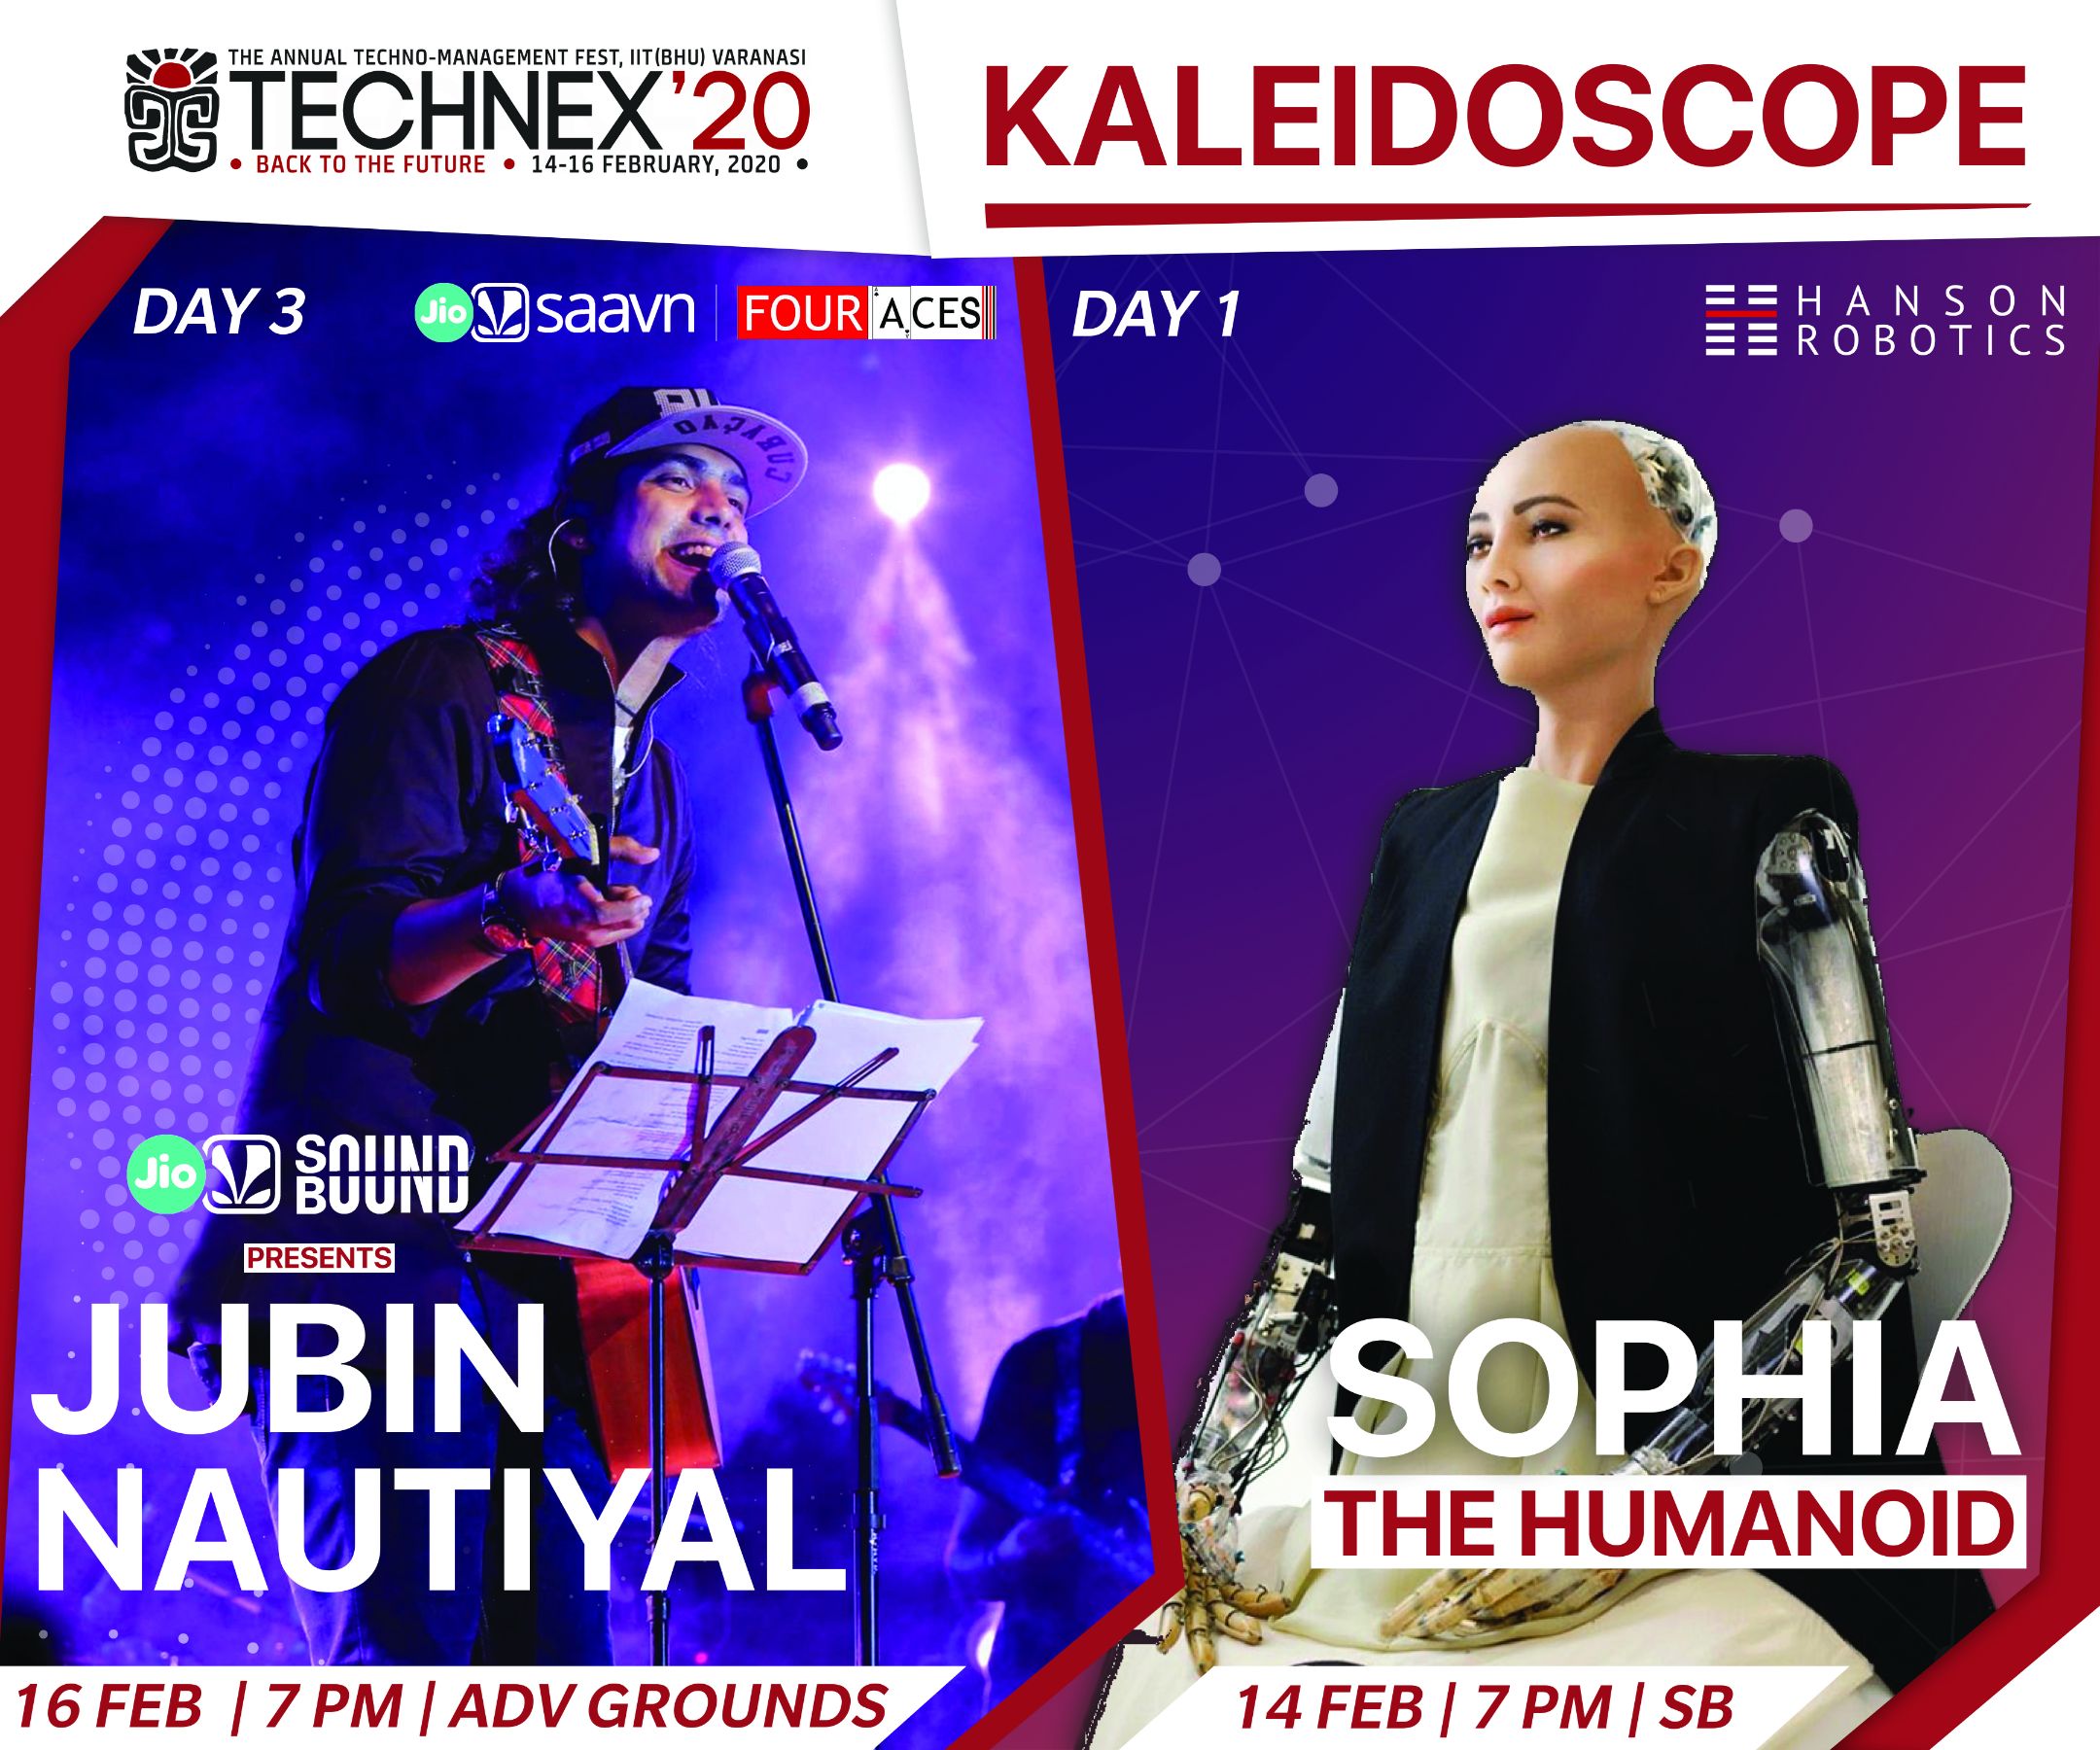 THE ANNUAL TECHNO-MANAGEMENT FEST, IIT(BHU) VARANASI
TECHNEX'20
• BACK TO THE FUTURE • 14-16 FEBRUARY, 2020 •
KALEIDOSCOPE
DAY 3
Jio saavn | FOUR ACES
Jio SOUND BOUND
PRESENTS
JUBIN
NAUTIYAL
16 FEB | 7 PM | ADV GROUNDS
DAY 1
HANSON
ROBOTICS
SOPHIA
THE HUMANOID
14 FEB | 7 PM | SB